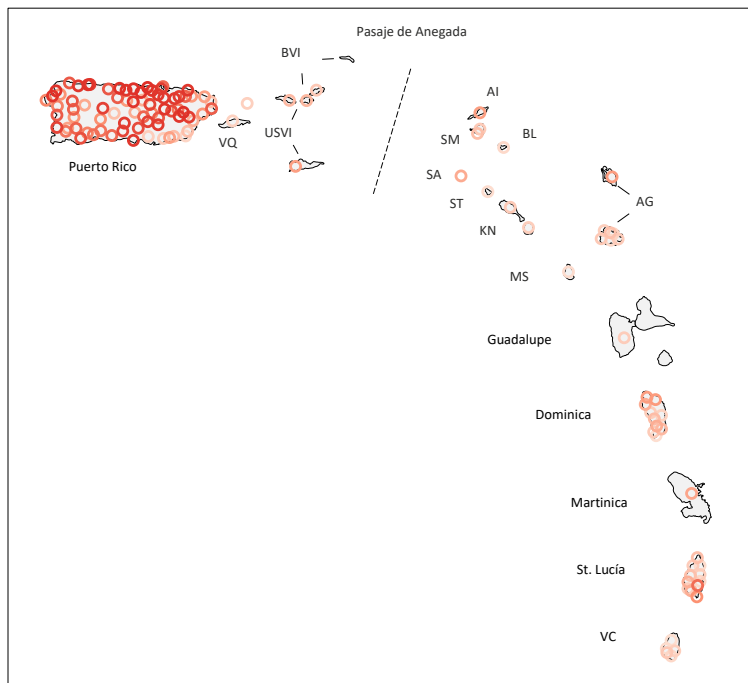 Pasaje de Anegada
BVI
AI
SM
BL
VQ
USVI
Puerto Rico
SA
ST
AG
KN
MS
Guadalupe
Dominica
Martinica
St. Lucía
VC